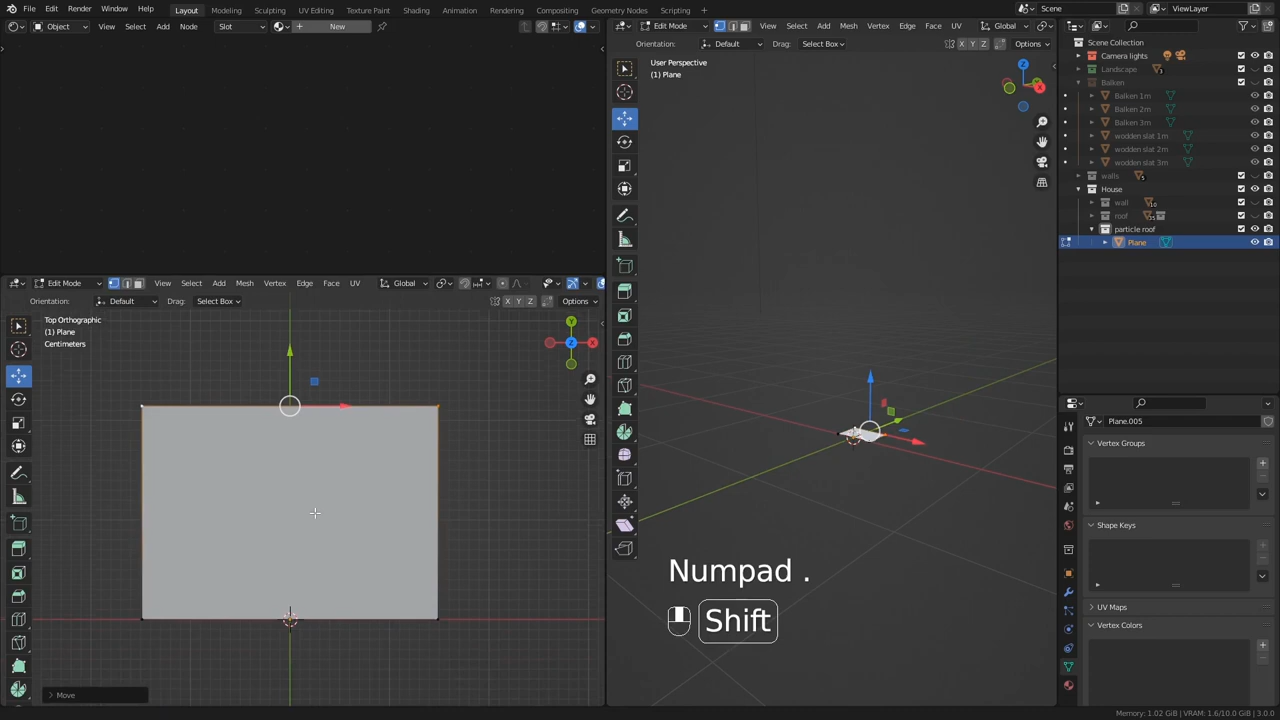 File Edit Render Window Help Layout Modeling Sculpting UV Editing Texture Paint Shading Animation Rendering Compositing Geometry Nodes Scripting Scene ViewLayer
Object View Select Add Node Slot New
Edit Mode View Select Add Mesh Vertex Edge Face UV Global
Orientation: Default Drag: Select Box X Y Z Options
User Perspective
(1) Plane
Z
X
Scene Collection
Camera lights
Landscape
Balken
Balken 1m
Balken 2m
Balken 3m
wooden slat 1m
wooden slat 2m
wooden slat 3m
walls
House
wall
roof
particle roof
Plane
Edit Mode View Select Add Mesh Vertex Edge Face UV Global
Orientation: Default Drag: Select Box X Y Z Options
Top Orthographic
(1) Plane
Centimeters
Y
Z X
Move
Numpad .
Shift
Plane.005
Vertex Groups
Shape Keys
UV Maps
Vertex Colors
Memory: 1.02 GiB | VRAM: 1.6/10.0 GiB | 3.0.0